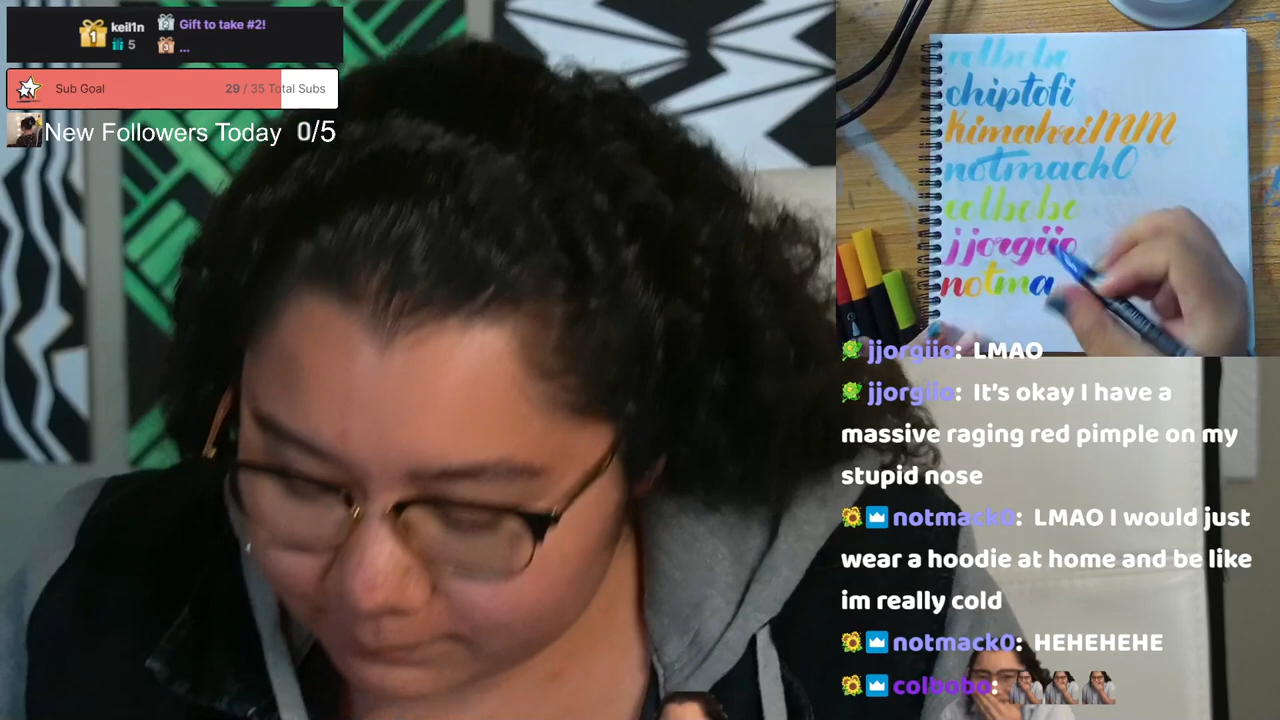 keil1n
5
Gift to take #2!
...
Sub Goal 29 / 35 Total Subs
New Followers Today 0/5
colbobo
chiptofi
kimahriMM
notmack0
colbobo
jjorgiio
notma
jjorgiio: LMAO
jjorgiio: It's okay I have a
massive raging red pimple on my
stupid nose
notmack0: LMAO I would just
wear a hoodie at home and be like
im really cold
notmack0: HEHEHEHE
colbobo: